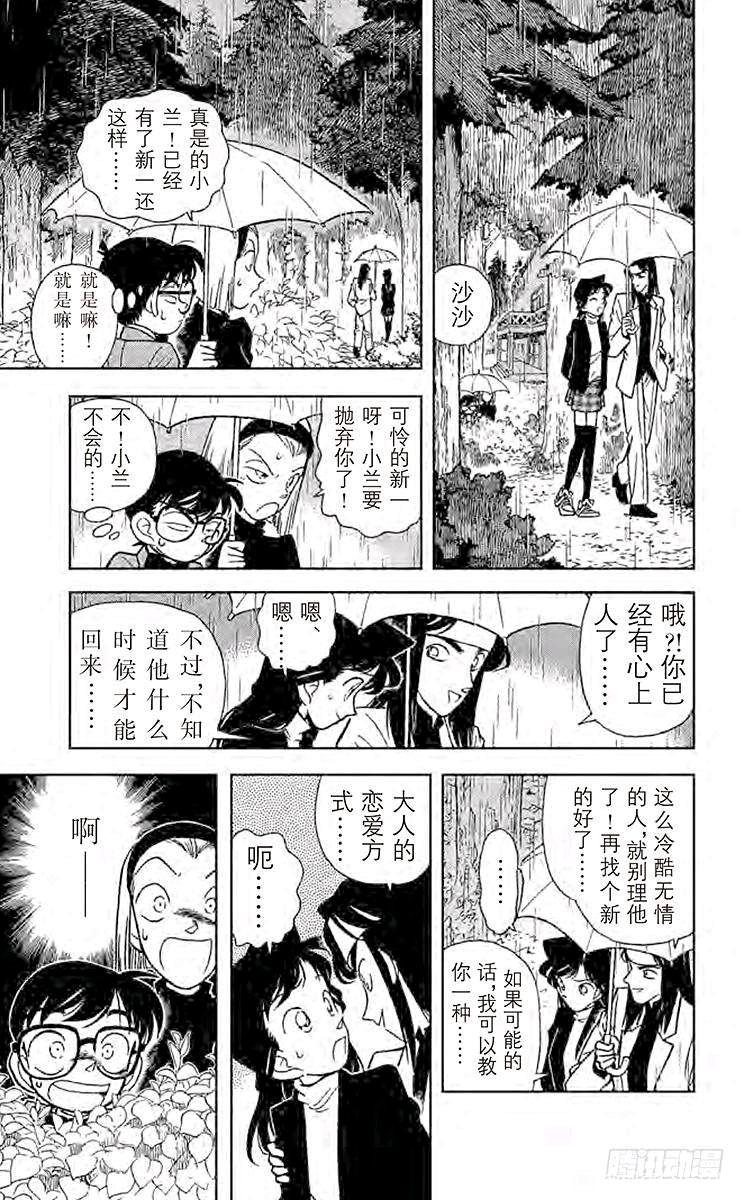 沙沙
真是的小
兰！已经
有了新一还
这样……
就是嘛！
就是嘛……
可怜的新一
呀！小兰要
抛弃你了！
不！小兰
不会的……
哦?!你已
经有心上
人了……
嗯、
嗯……
不过，不知
道他什么
时候才能
回来……
这么冷酷无情
的人，就别理他
了！再找个新
的好了……
……
如果可能的
话，我可以教
你一种……
大人的
恋爱方
式……
呃……
啊——
腾讯动漫